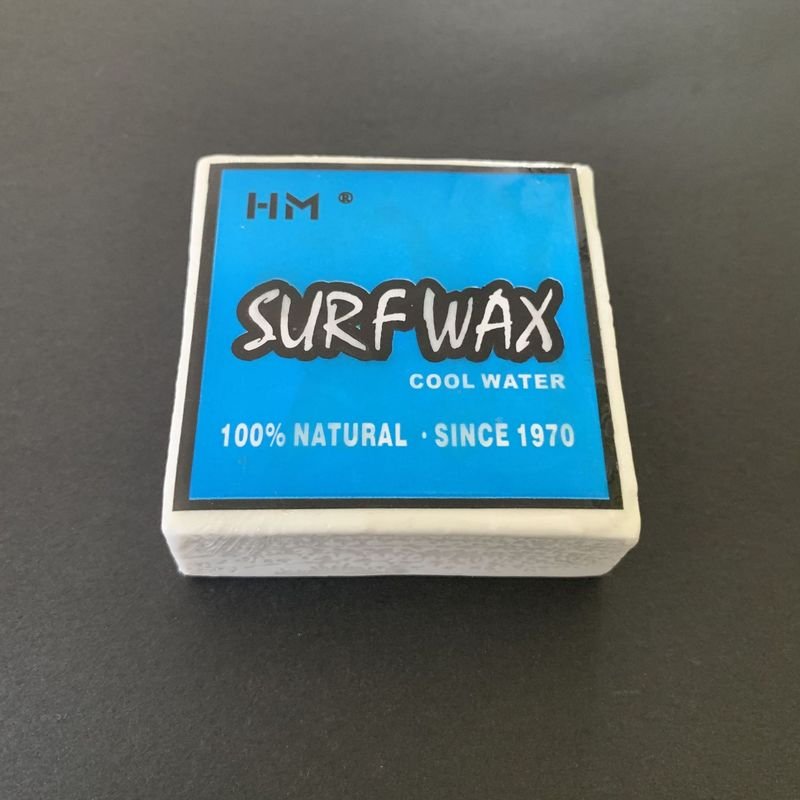 HM ®
SURF WAX
COOL WATER
100% NATURAL · SINCE 1970